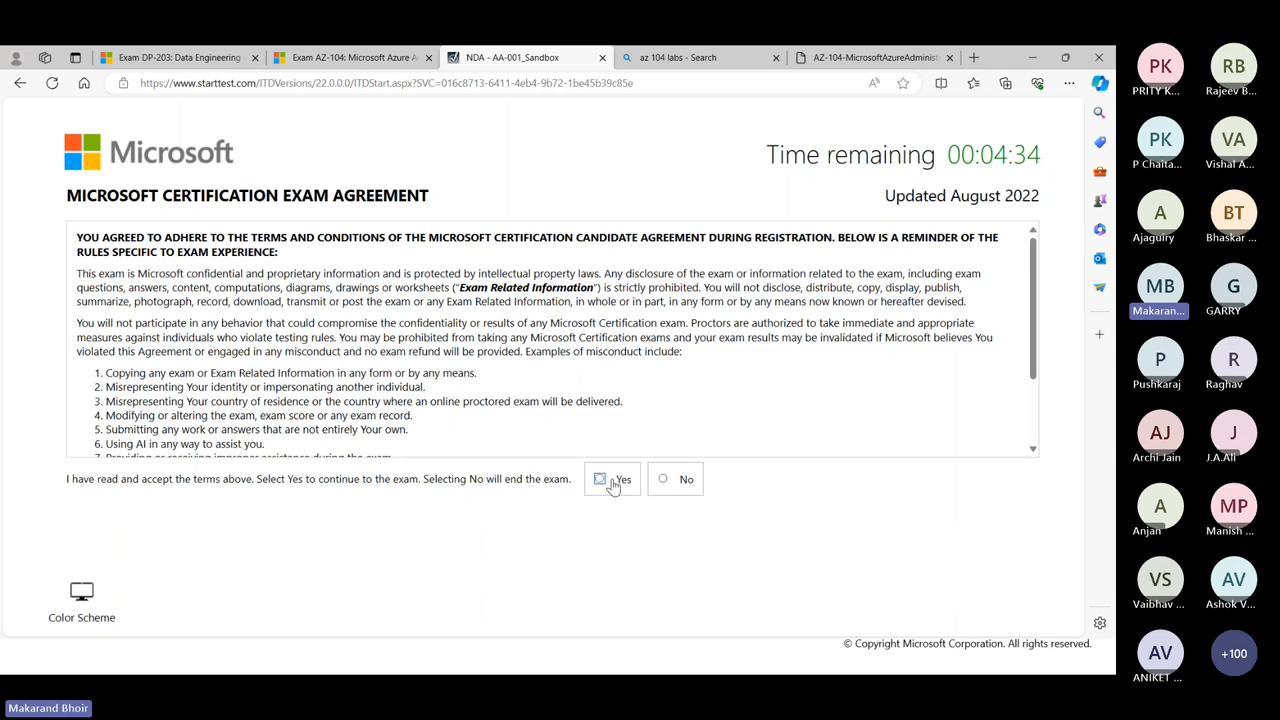 Exam DP-203: Data Engineering
Exam AZ-104: Microsoft Azure A
NDA - AA-001_Sandbox
az 104 labs - Search
AZ-104-MicrosoftAzureAdminist
https://www.starttest.com/ITDVersions/22.0.0.0/ITDStart.aspx?SVC=016c8713-6411-4eb4-9b72-1be45b39c85e
Microsoft
Time remaining 00:04:34
MICROSOFT CERTIFICATION EXAM AGREEMENT
Updated August 2022
YOU AGREED TO ADHERE TO THE TERMS AND CONDITIONS OF THE MICROSOFT CERTIFICATION CANDIDATE AGREEMENT DURING REGISTRATION. BELOW IS A REMINDER OF THE
RULES SPECIFIC TO EXAM EXPERIENCE:
This exam is Microsoft confidential and proprietary information and is protected by intellectual property laws. Any disclosure of the exam or information related to the exam, including exam
questions, answers, content, computations, diagrams, drawings or worksheets ("Exam Related Information") is strictly prohibited. You will not disclose, distribute, copy, display, publish,
summarize, photograph, record, download, transmit or post the exam or any Exam Related Information, in whole or in part, in any form or by any means now known or hereafter devised.
You will not participate in any behavior that could compromise the confidentiality or results of any Microsoft Certification exam. Proctors are authorized to take immediate and appropriate
measures against individuals who violate testing rules. You may be prohibited from taking any Microsoft Certification exams and your exam results may be invalidated if Microsoft believes You
violated this Agreement or engaged in any misconduct and no exam refund will be provided. Examples of misconduct include:
1. Copying any exam or Exam Related Information in any form or by any means.
2. Misrepresenting Your identity or impersonating another individual.
3. Misrepresenting Your country of residence or the country where an online proctored exam will be delivered.
4. Modifying or altering the exam, exam score or any exam record.
5. Submitting any work or answers that are not entirely Your own.
6. Using AI in any way to assist you.
7. Providing or receiving improper assistance during the exam.
I have read and accept the terms above. Select Yes to continue to the exam. Selecting No will end the exam.
Yes
No
Color Scheme
© Copyright Microsoft Corporation. All rights reserved.
PK
PRITY K...
RB
Rajeev B...
PK
P Chaita...
VA
Vishal A...
A
Ajaguiry
BT
Bhaskar ...
MB
Makaran...
G
GARRY
P
Pushkaraj
R
Raghav
AJ
Archi Jain
J
J.A.Ali
A
Anjan
MP
Manish ...
VS
Vaibhav ...
AV
Ashok V...
AV
ANIKET ...
+100
Makarand Bhoir